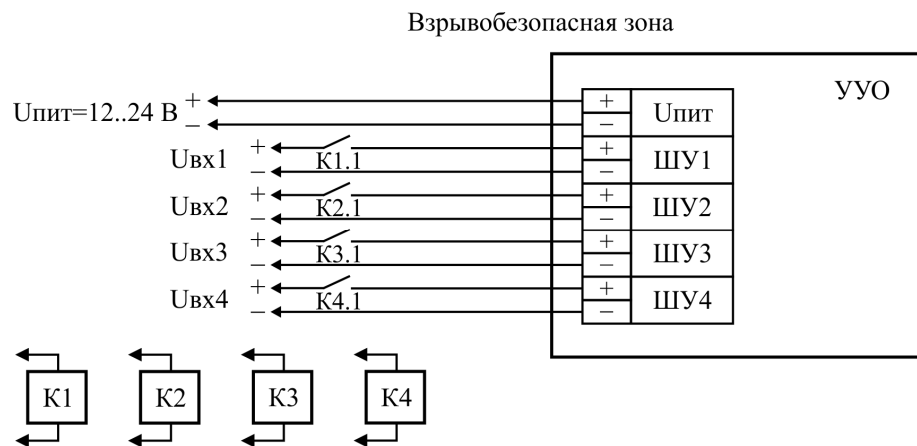 Взрывобезопасная зона
УУО
Uпит=12..24 В + −
+ Uпит
−
Uвх1 + К1.1 + ШУ1
− −
Uвх2 + К2.1 + ШУ2
− −
Uвх3 + К3.1 + ШУ3
− −
Uвх4 + К4.1 + ШУ4
− −
К1 К2 К3 К4